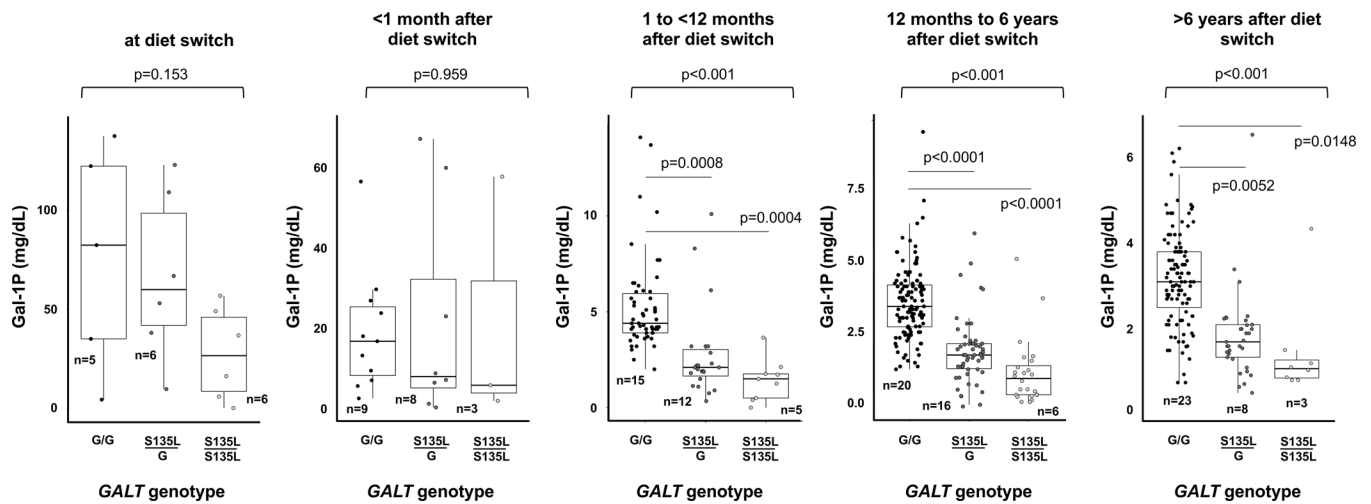 at diet switch
p=0.153
Gal-1P (mg/dL)
100
50
0
n=5
n=6
n=6
G/G
S135L
G
S135L
S135L
GALT genotype
<1 month after
diet switch
p=0.959
Gal-1P (mg/dL)
60
40
20
0
n=9
n=8
n=3
G/G
S135L
G
S135L
S135L
GALT genotype
1 to <12 months
after diet switch
p<0.001
Gal-1P (mg/dL)
10
5
0
p=0.0008
p=0.0004
n=15
n=12
n=5
G/G
S135L
G
S135L
S135L
GALT genotype
12 months to 6 years
after diet switch
p<0.001
Gal-1P (mg/dL)
7.5
5.0
2.5
0.0
p<0.0001
p<0.0001
n=20
n=16
n=6
G/G
S135L
G
S135L
S135L
GALT genotype
>6 years after diet
switch
p<0.001
Gal-1P (mg/dL)
6
4
2
0
p=0.0148
p=0.0052
n=23
n=8
n=3
G/G
S135L
G
S135L
S135L
GALT genotype